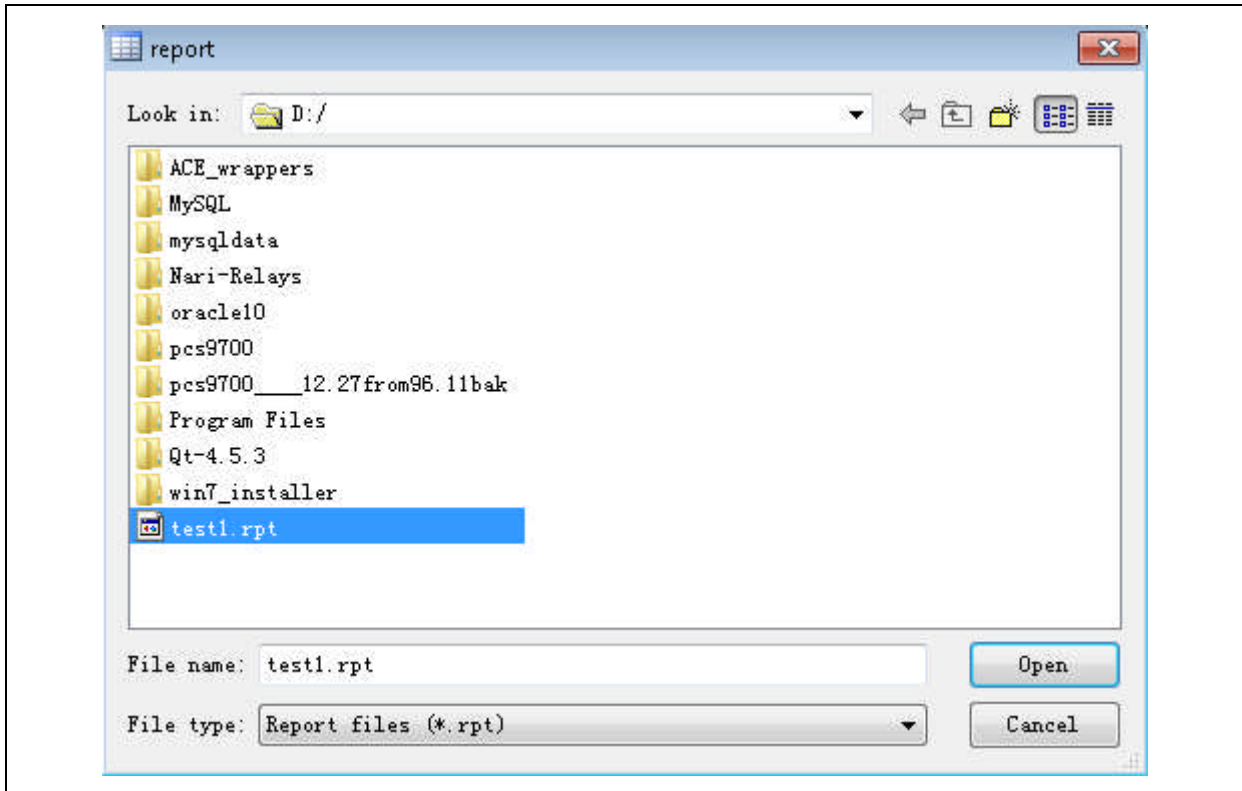 report
Look in: D:/
ACE_wrappers
MySQL
mysqldata
Nari-Relays
oracle10
pcs9700
pcs9700____12.27from96.11bak
Program Files
Qt-4.5.3
win7_installer
test1.rpt
File name: test1.rpt Open
File type: Report files (*.rpt) Cancel